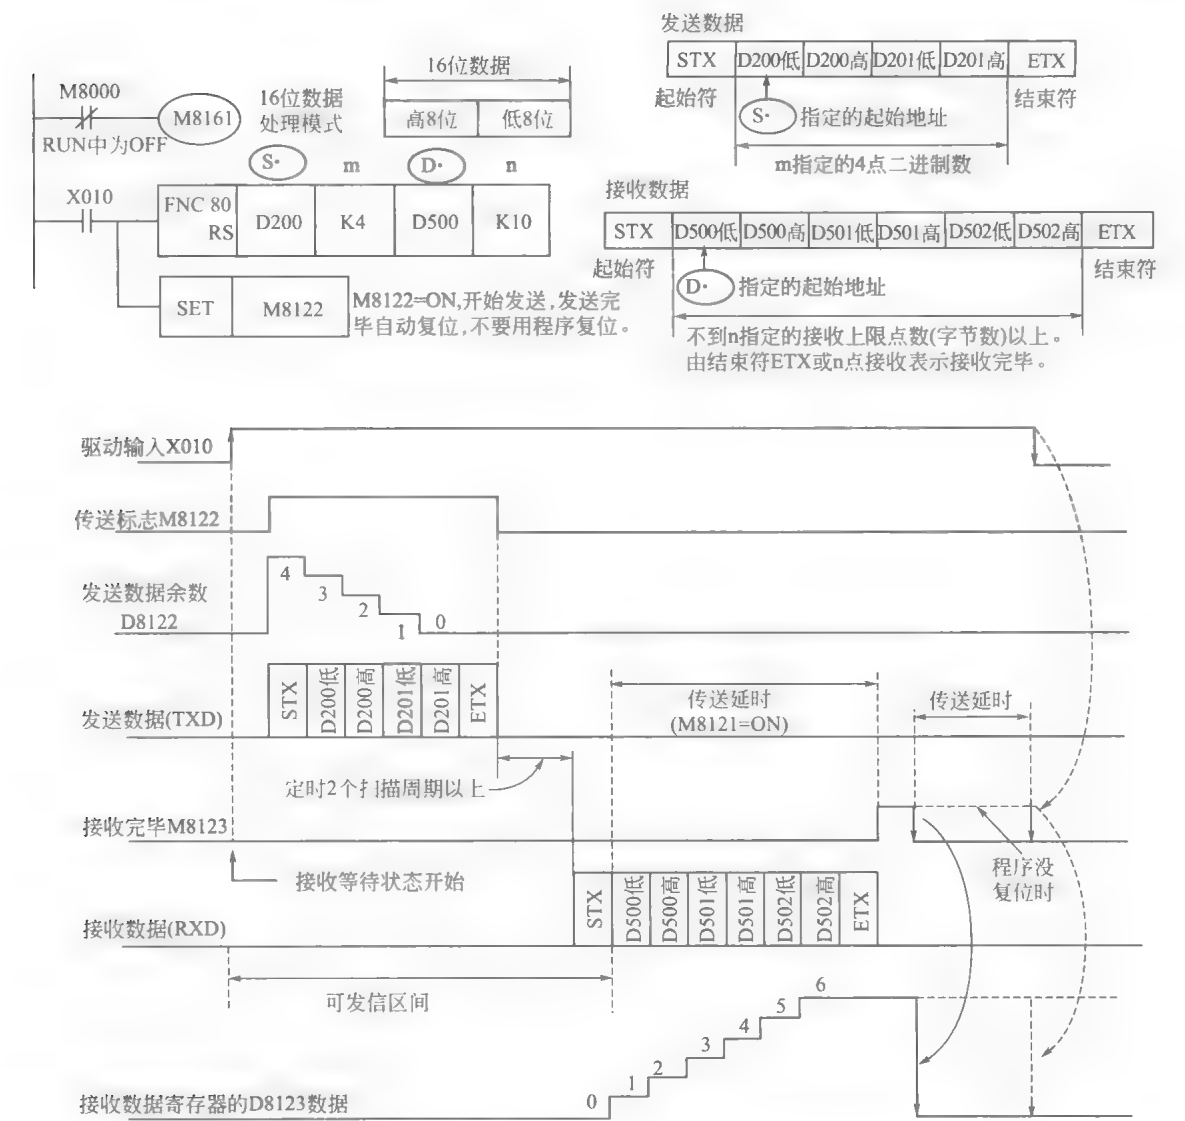 M8000
M8161
RUN中为OFF
16位数据
处理模式
16位数据
高8位
低8位
S·
m
D·
n
X010
FNC 80
RS
D200
K4
D500
K10
SET
M8122
M8122=ON,开始发送,发送完
毕自动复位,不要用程序复位。
发送数据
STX
D200低
D200高
D201低
D201高
ETX
起始符
S·
指定的起始地址
结束符
m指定的4点二进制数
接收数据
STX
D500低
D500高
D501低
D501高
D502低
D502高
ETX
起始符
D·
指定的起始地址
结束符
不到n指定的接收上限点数(字节数)以上。
由结束符ETX或n点接收表示接收完毕。
驱动输入X010
传送标志M8122
发送数据余数
D8122
4
3
2
1
0
发送数据(TXD)
STX
D200低
D200高
D201低
D201高
ETX
传送延时
(M8121=ON)
传送延时
定时2个扫描周期以上
接收完毕M8123
接收等待状态开始
程序没
复位时
接收数据(RXD)
STX
D500低
D500高
D501低
D501高
D502低
D502高
ETX
可发信区间
接收数据寄存器的D8123数据
0
1
2
3
4
5
6